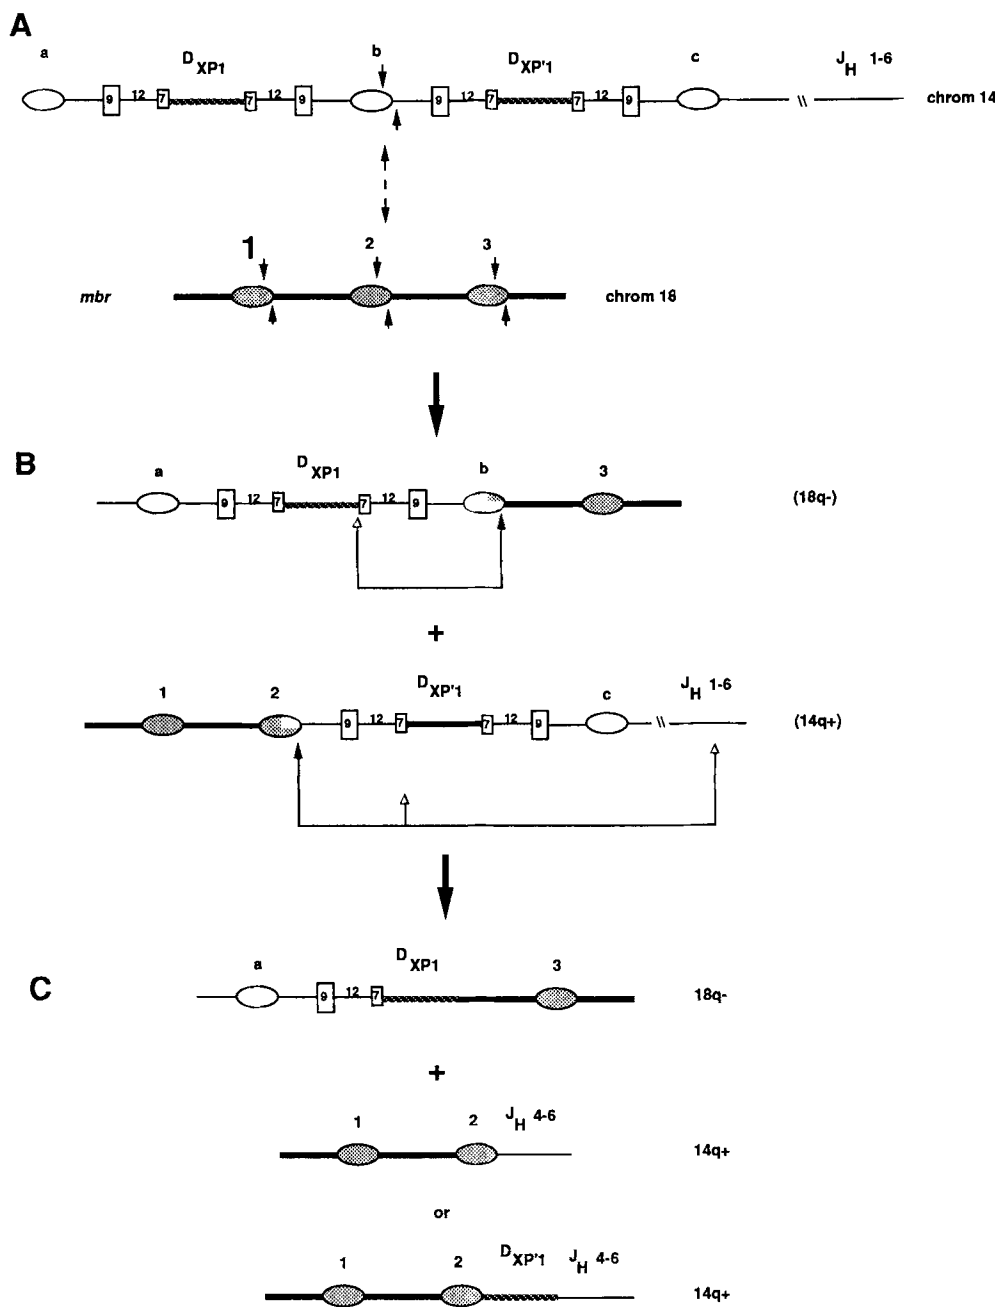 A
a D XP1 b D XP'1 c J H 1-6
9 12 7 7 12 9 9 12 7 7 12 9 \\ chrom 14
1 2 3
mbr chrom 18
B
a D XP1 b 3
9 12 7 7 12 9 (18q-)
+
1 2 D XP'1 c J H 1-6
9 12 7 7 12 9 \\ (14q+)
C
a D XP1 3
9 12 7 18q-
+
1 2 J H 4-6
14q+
or
1 2 D XP'1 J H 4-6
14q+